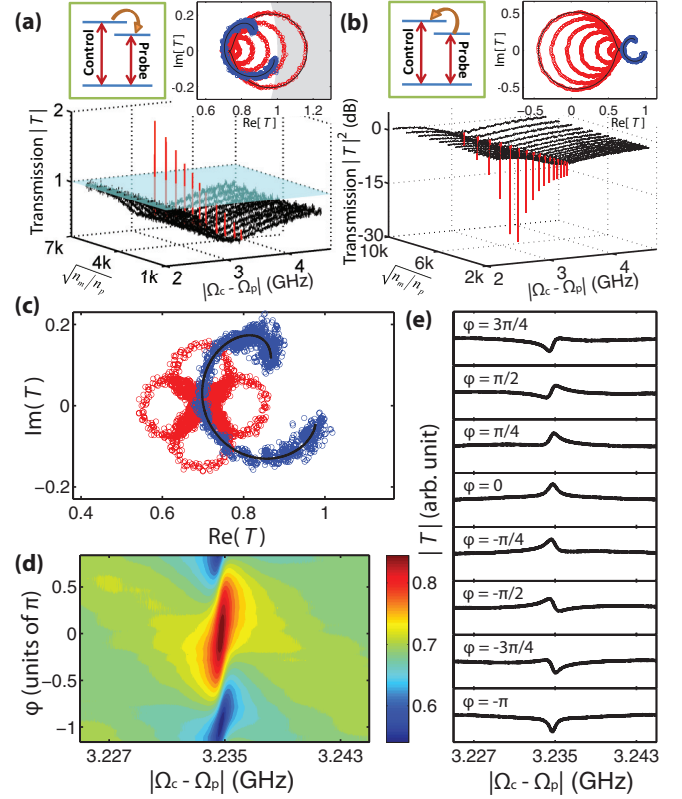 (a)
Control
Probe
Im[T]
0.2
0
-0.2
0.6
0.8
1
1.2
Re[T]
Transmission |T|
2
1
7k
4k
1k
√n_m/n_p
2
3
4
|Ω_c - Ω_p| (GHz)
(b)
Control
Probe
Im[T]
0.5
0
-0.5
-0.5
0
0.5
1
Re[T]
Transmission |T|² (dB)
0
-15
-30
10k
6k
2k
√n_m/n_p
2
3
4
|Ω_c - Ω_p| (GHz)
(c)
Im(T)
0.2
0
-0.2
0.4
0.6
0.8
1
Re(T)
(d)
φ (units of π)
0.5
0
-0.5
-1
3.227
3.235
3.243
|Ω_c - Ω_p| (GHz)
0.8
0.7
0.6
(e)
|T| (arb. unit)
φ = 3π/4
φ = π/2
φ = π/4
φ = 0
φ = -π/4
φ = -π/2
φ = -3π/4
φ = -π
3.227
3.235
3.243
|Ω_c - Ω_p| (GHz)